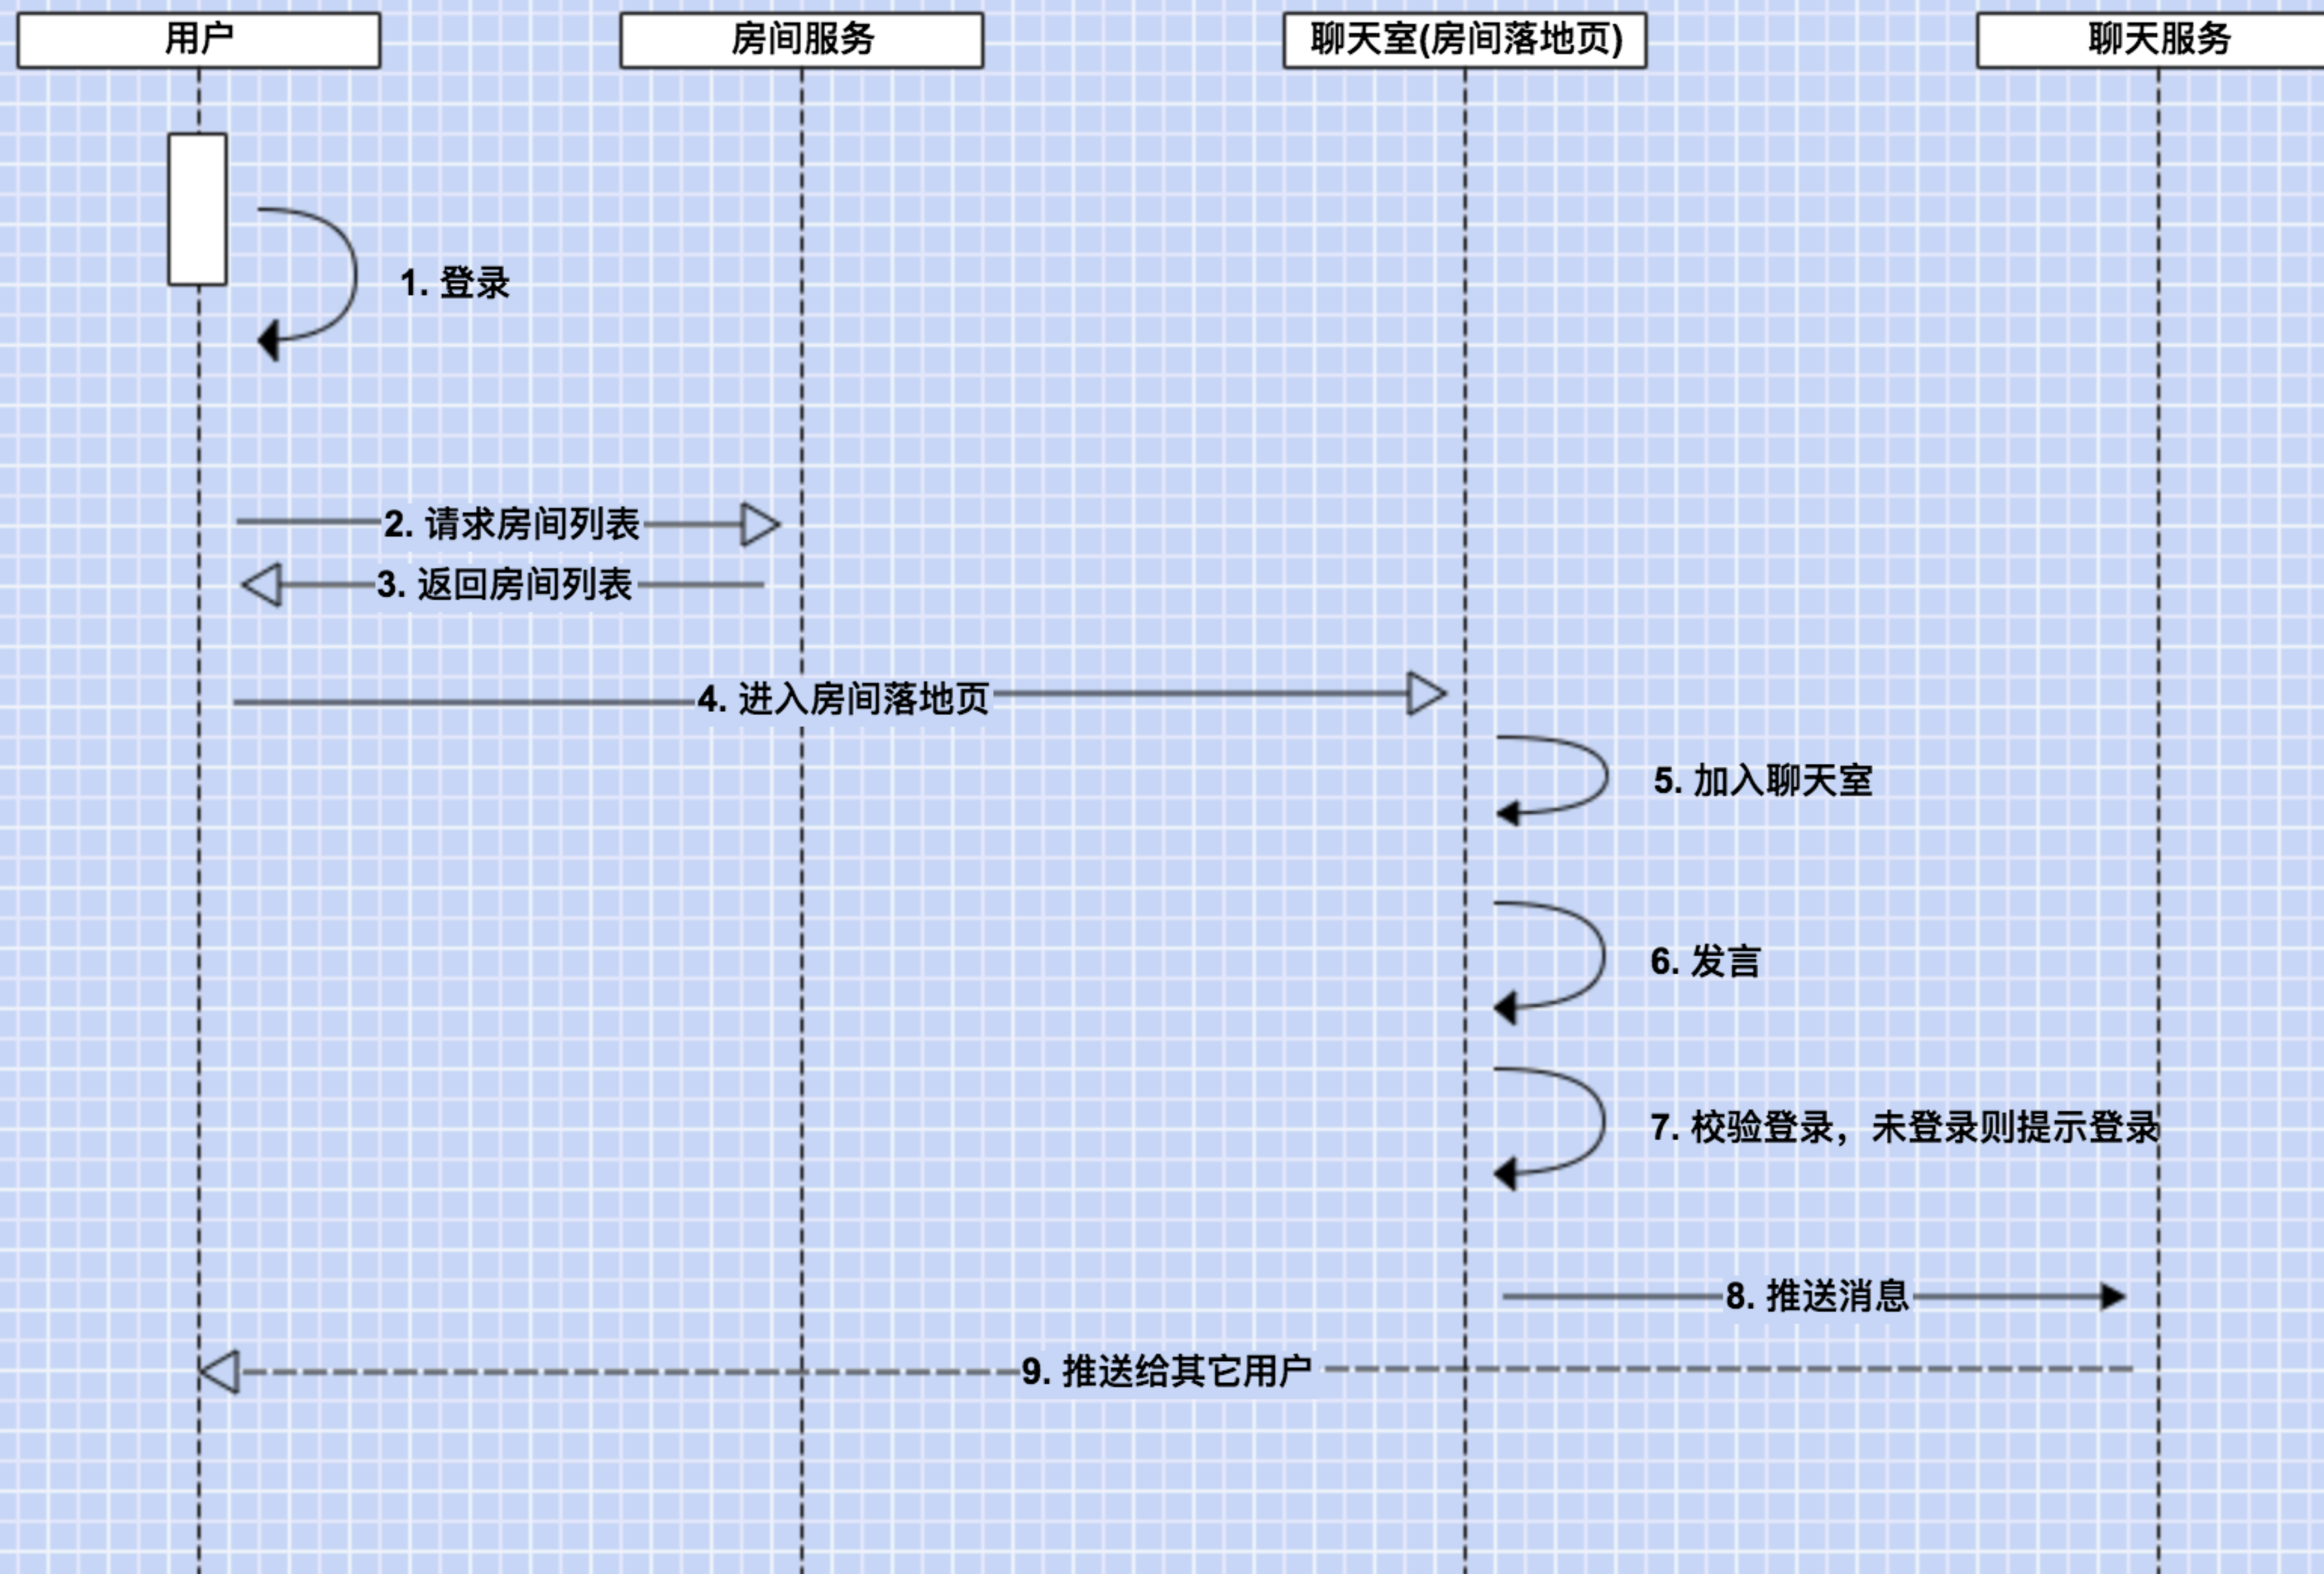 用户
房间服务
聊天室(房间落地页)
聊天服务
1. 登录
2. 请求房间列表
3. 返回房间列表
4. 进入房间落地页
5. 加入聊天室
6. 发言
7. 校验登录，未登录则提示登录
8. 推送消息
9. 推送给其它用户